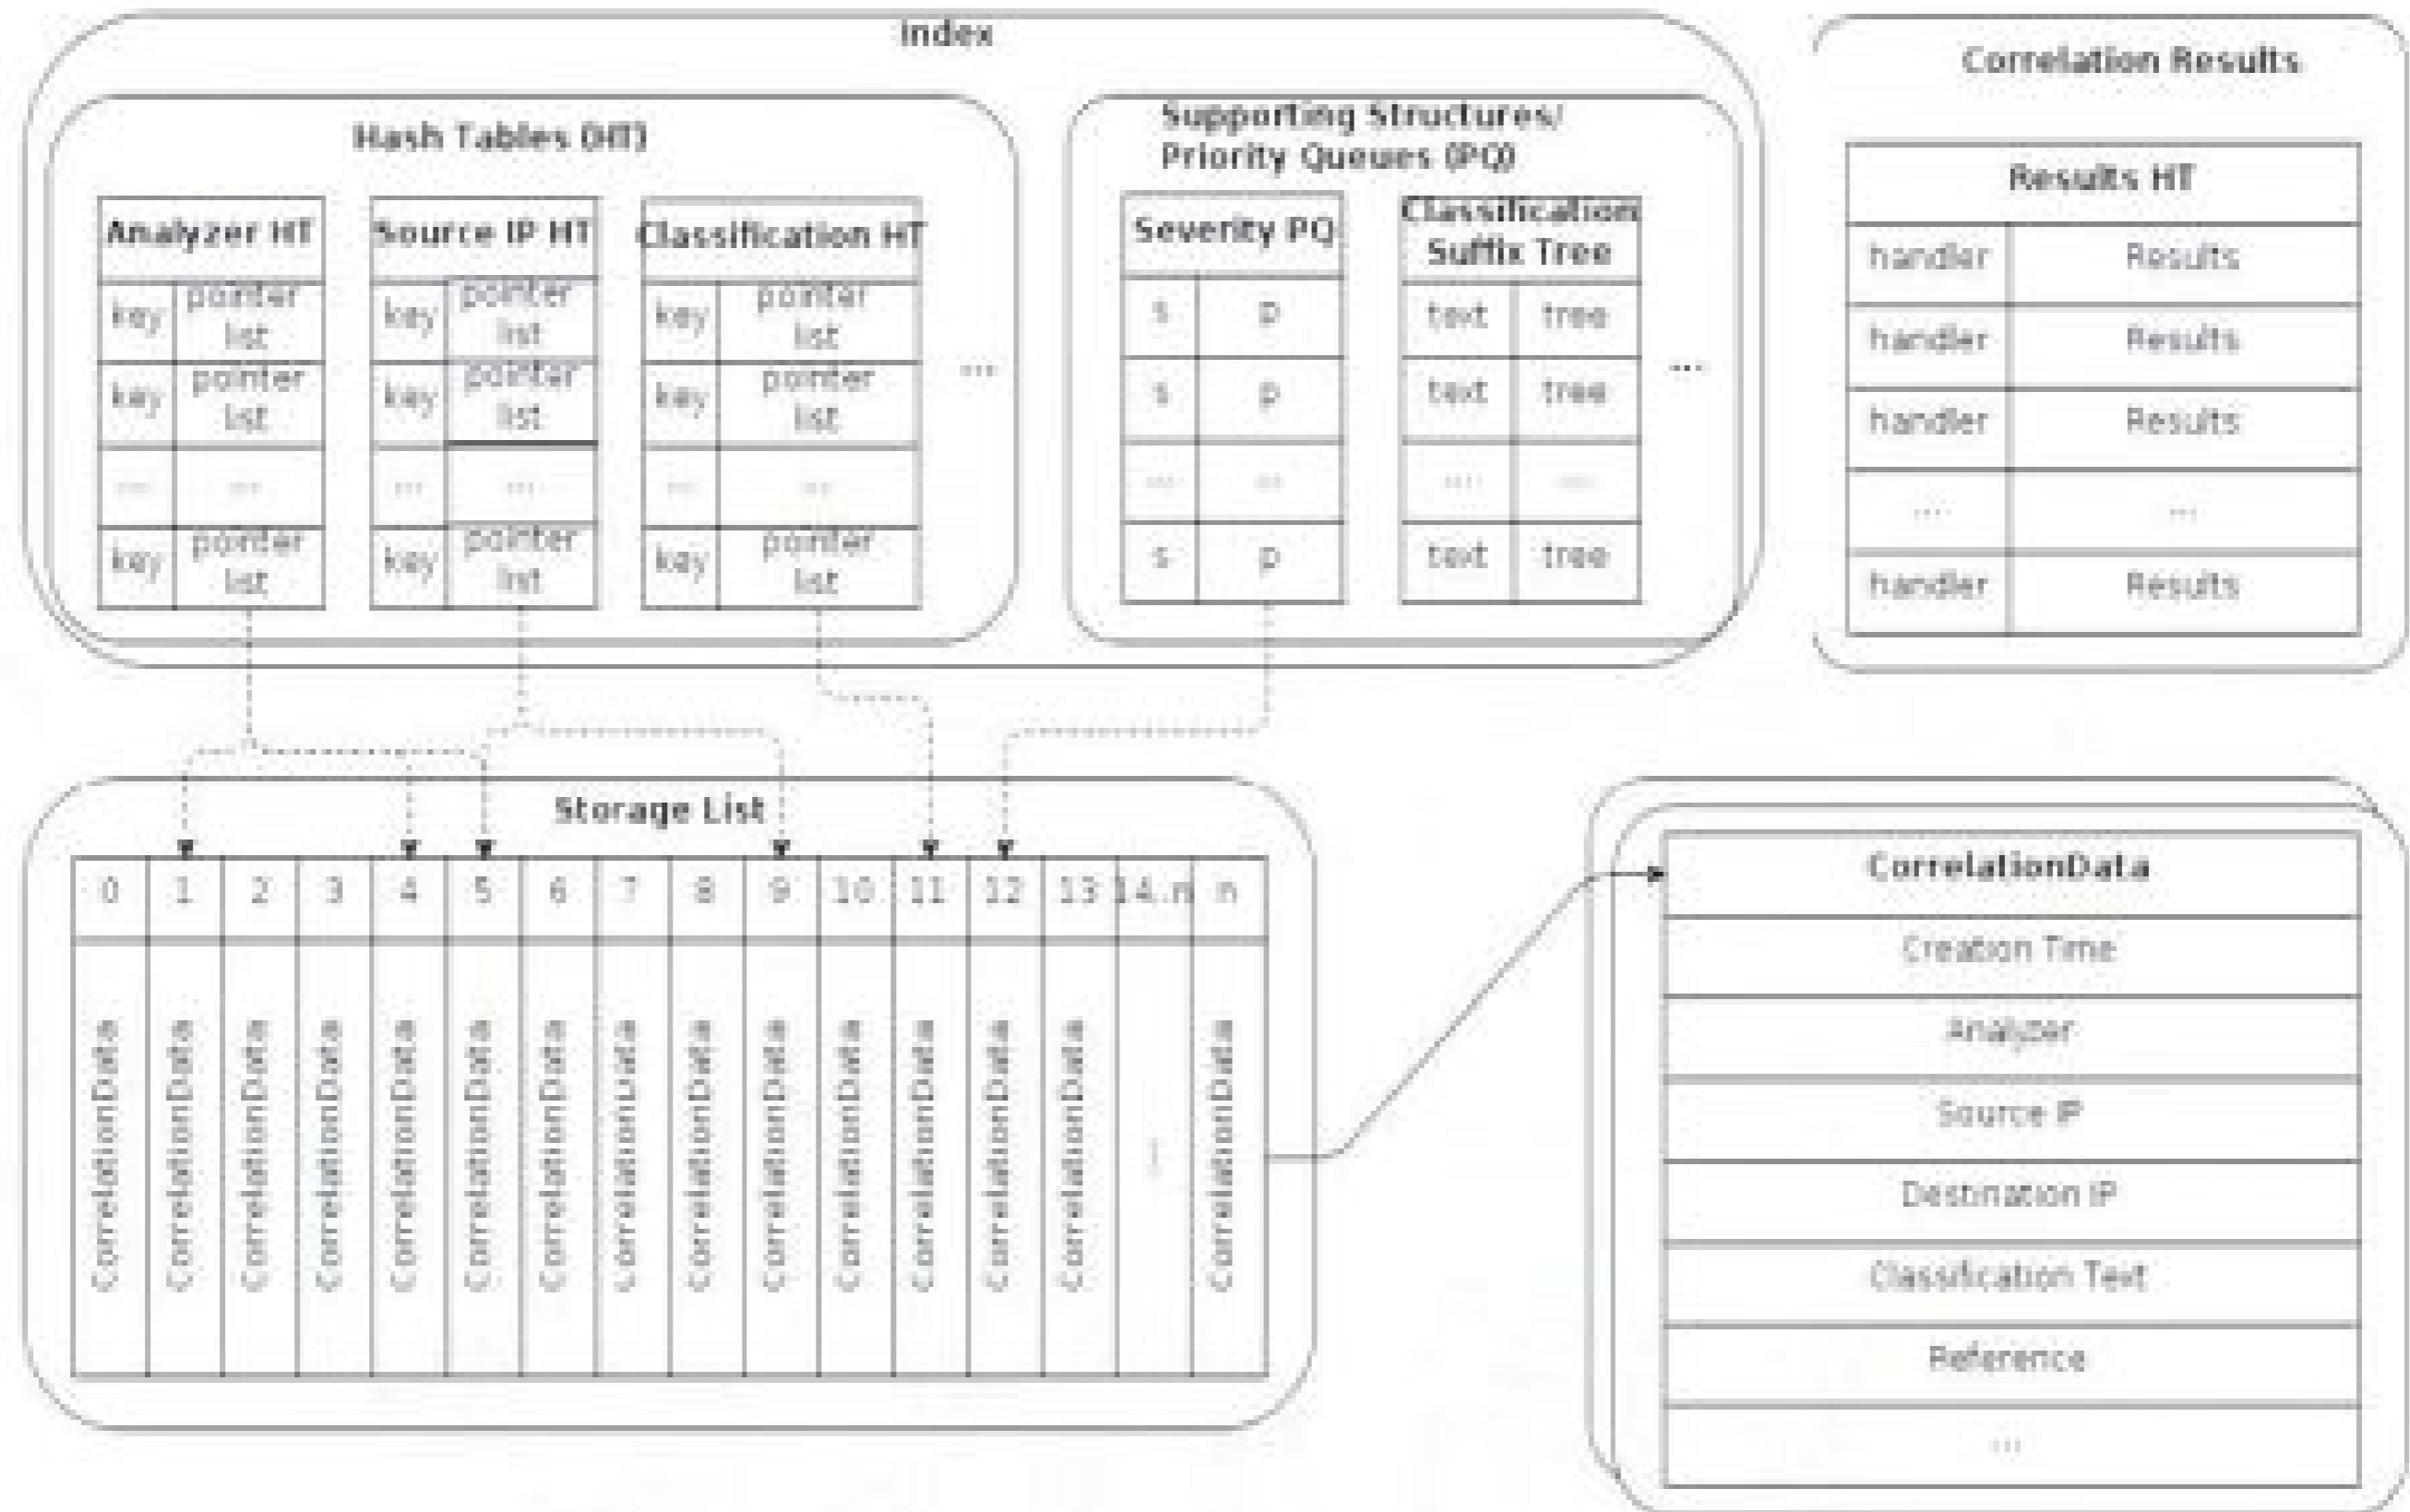 Index
Hash Tables (HT)
Analyzer HT
key pointer list
key pointer list
... ...
key pointer list
Source IP HT
key pointer list
key pointer list
... ...
key pointer list
Classification HT
key pointer list
key pointer list
... ...
key pointer list
...
Supporting Structures/
Priority Queues (PQ)
Severity PQ
s p
s p
... ...
s p
Classification
Suffix Tree
text tree
text tree
... ...
text tree
...
Correlation Results
Results HT
handler Results
handler Results
handler Results
... ...
handler Results
Storage List
0 1 2 3 4 5 6 7 8 9 10 11 12 13 14..n n
CorrelationData
CorrelationData
CorrelationData
CorrelationData
CorrelationData
CorrelationData
CorrelationData
CorrelationData
CorrelationData
CorrelationData
CorrelationData
CorrelationData
CorrelationData
CorrelationData
...
CorrelationData
CorrelationData
Creation Time
Analyzer
Source IP
Destination IP
Classification Text
Reference
...